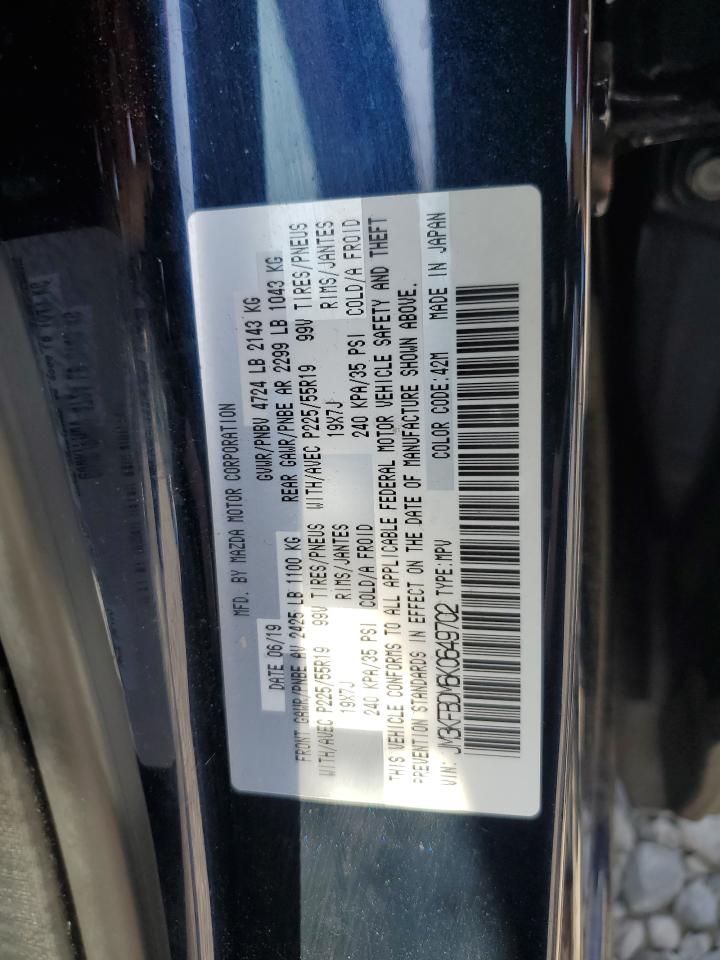 MFD. BY MAZDA MOTOR CORPORATION
DATE 06/19 GVWR/PNBV 4724 LB 2143 KG
FRONT GAWR/PNBE AV 2425 LB 1100 KG REAR GAWR/PNBE AR 2299 LB 1043 KG
WITH/AVEC P225/55R19 99V TIRES/PNEUS WITH/AVEC P225/55R19 99V TIRES/PNEUS
19X7J RIMS/JANTES 19X7J RIMS/JANTES
240 KPA/35 PSI COLD/A FROID 240 KPA/35 PSI COLD/A FROID
THIS VEHICLE CONFORMS TO ALL APPLICABLE FEDERAL MOTOR VEHICLE SAFETY AND THEFT
PREVENTION STANDARDS IN EFFECT ON THE DATE OF MANUFACTURE SHOWN ABOVE.
VIN: JM3KFBDM6K0649702 TYPE:MPV COLOR CODE:42M MADE IN JAPAN